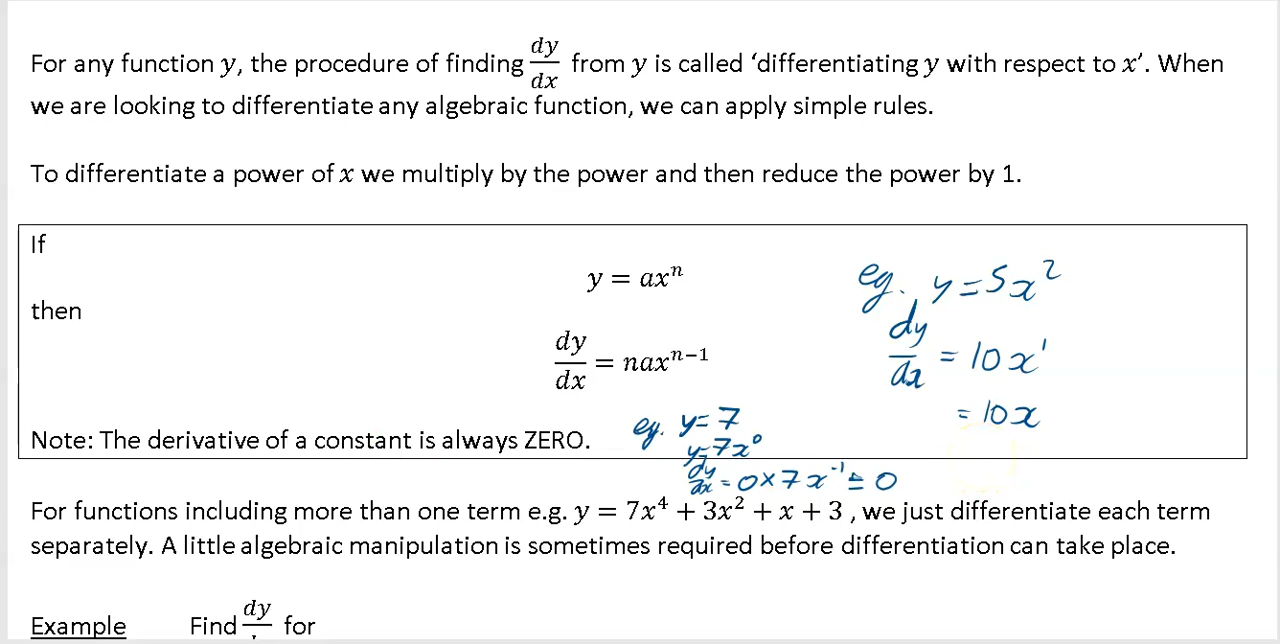 For any function y, the procedure of finding dy/dx from y is called ‘differentiating y with respect to x’. When
we are looking to differentiate any algebraic function, we can apply simple rules.
To differentiate a power of x we multiply by the power and then reduce the power by 1.
If
y = axⁿ
then
dy/dx = naxⁿ⁻¹
eg. y=5x²
dy/dx = 10x¹
= 10x
Note: The derivative of a constant is always ZERO.
eg. y=7
y=7x⁰
dy/dx = 0×7x⁻¹ = 0
For functions including more than one term e.g. y = 7x⁴ + 3x² + x + 3 , we just differentiate each term
separately. A little algebraic manipulation is sometimes required before differentiation can take place.
Example Find dy/ for